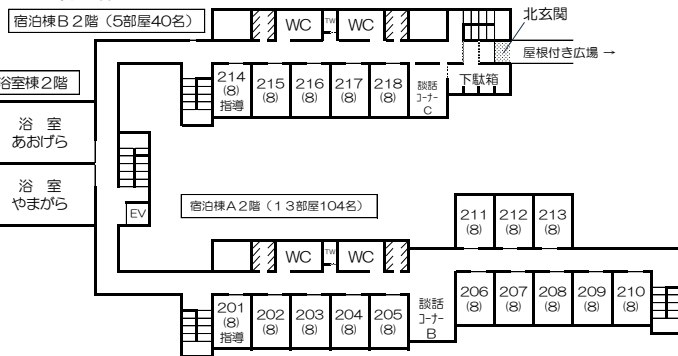 宿泊棟B2階(5部屋40名)
WC
TW
WC
北玄関
屋根付き広場 →
下駄箱
浴室棟2階
214
(8)
指導
215
(8)
216
(8)
217
(8)
218
(8)
談話
コーナー
C
浴 室
あおげら
浴 室
やまがら
EV
宿泊棟A2階(13部屋104名)
211
(8)
212
(8)
213
(8)
WC
TW
WC
201
(8)
指導
202
(8)
203
(8)
204
(8)
205
(8)
談話
コーナー
B
206
(8)
207
(8)
208
(8)
209
(8)
210
(8)